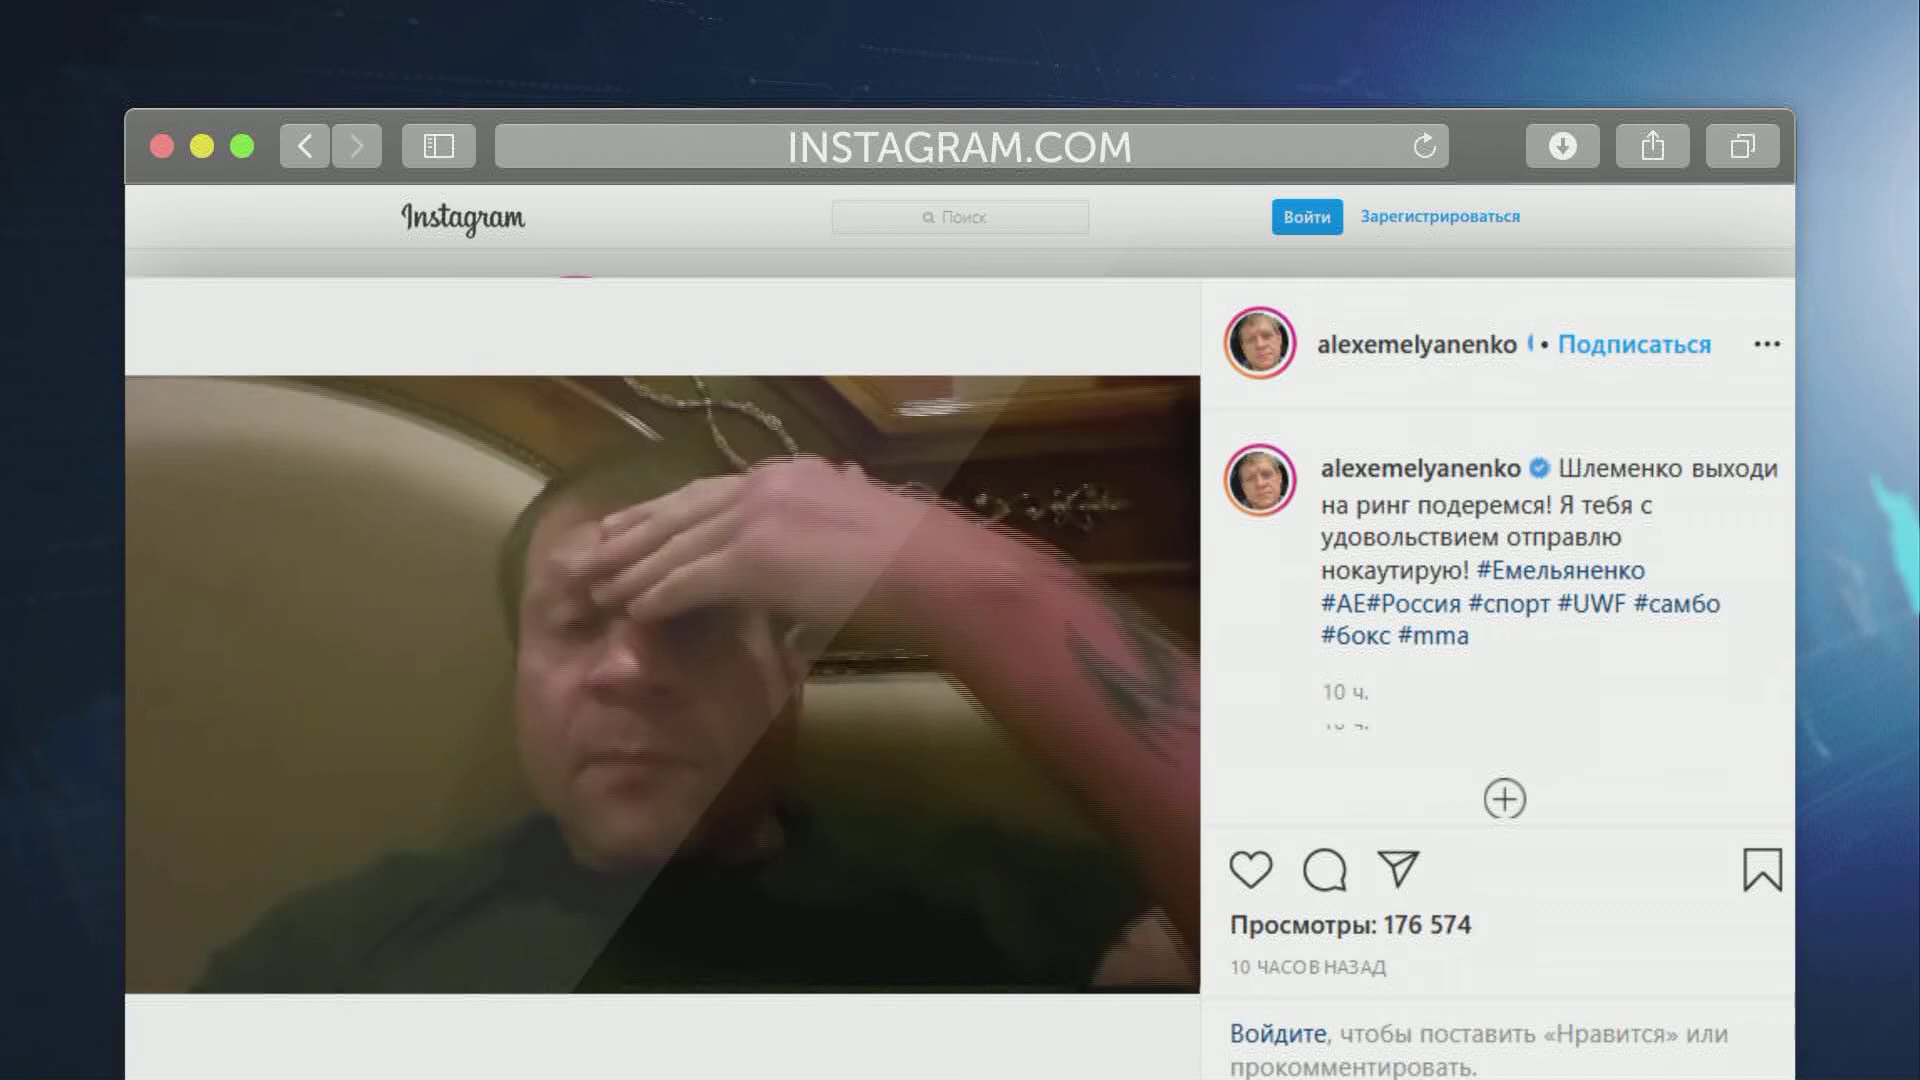 INSTAGRAM.COM
Instagram
Поиск
Войти
Зарегистрироваться
alexemelyanenko • Подписаться
alexemelyanenko Шлеменко выходи
на ринг подеремся! Я тебя с
удовольствием отправлю
нокаутирую! #Емельяненко
#АЕ#Россия #спорт #UWF #самбо
#бокс #mma
10 ч.
Просмотры: 176 574
10 ЧАСОВ НАЗАД
Войдите, чтобы поставить «Нравится» или
прокомментировать.